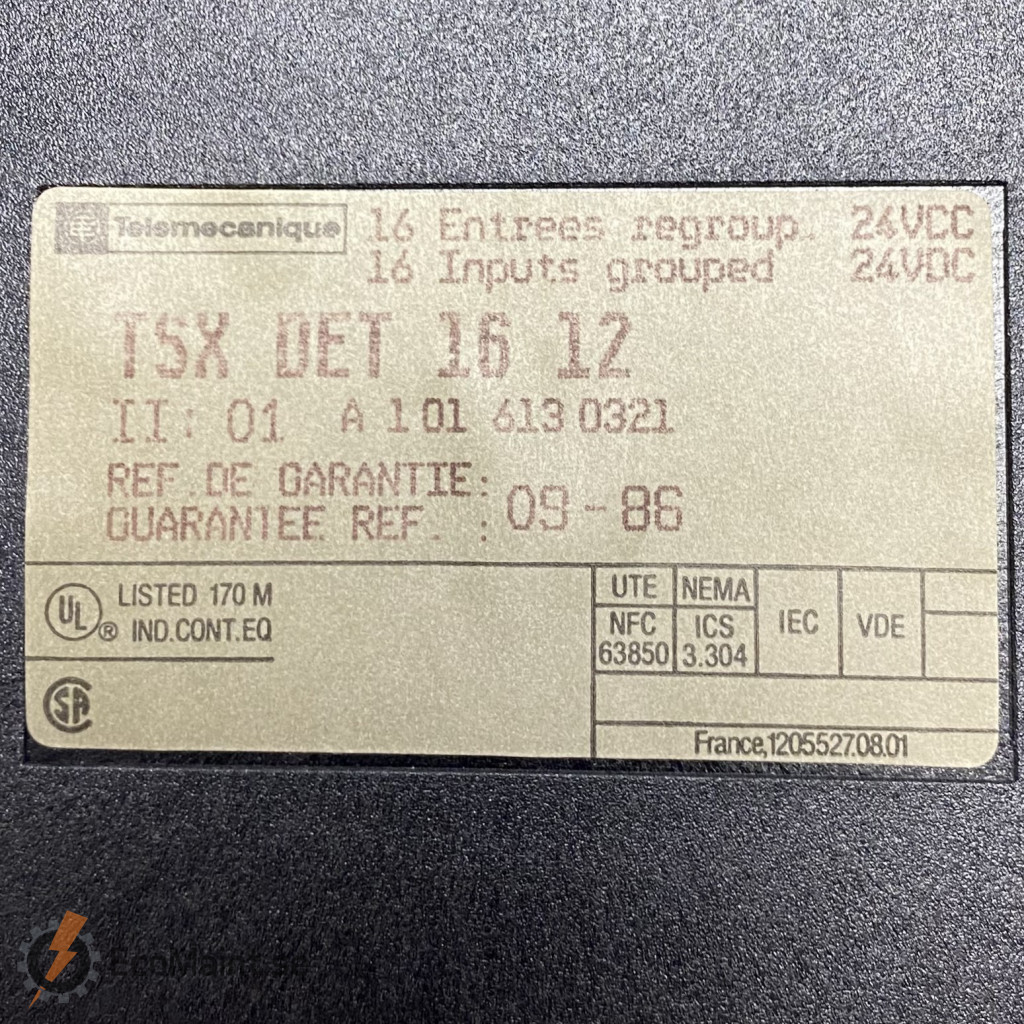 Telemecanique
16 Entrees regroup. 24VCC
16 Inputs grouped 24VDC
TSX DET 16 12
II: 01 A 1 01 613 0321
REF. DE GARANTIE:
GUARANTEE REF. : 09-86
UL ® LISTED 170 M
IND.CONT.EQ
SA
UTE NEMA IEC VDE
NFC 63850 ICS 3.304
France,1205527.08.01